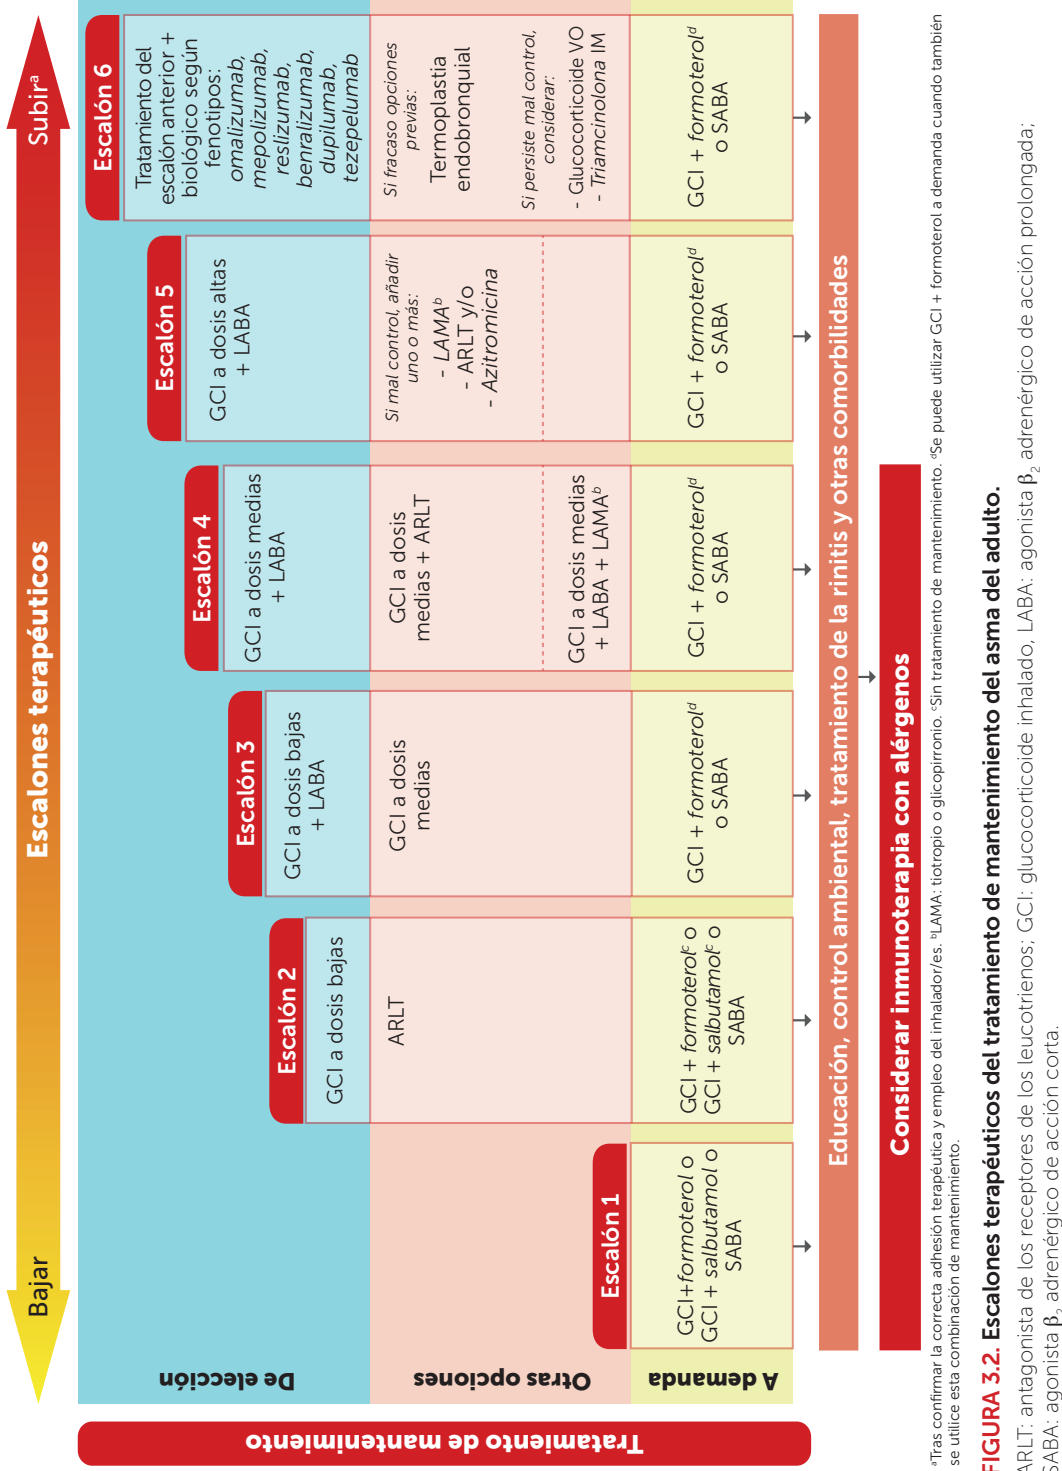 Escalones terapéuticos
Bajar
Subirᵃ
Tratamiento de mantenimiento
De elección
Otras opciones
A demanda
Escalón 1
GCI+formoterol o
GCI + salbutamol o
SABA
Escalón 2
GCI a dosis bajas
ARLT
GCI + formoterolᶜ o
GCI + salbutamolᶜ o
SABA
Escalón 3
GCI a dosis bajas
+ LABA
GCI a dosis
medias
GCI + formoterolᵈ
o SABA
Escalón 4
GCI a dosis medias
+ LABA
GCI a dosis
medias + ARLT
GCI a dosis medias
+ LABA + LAMAᵇ
GCI + formoterolᵈ
o SABA
Escalón 5
GCI a dosis altas
+ LABA
Si mal control, añadir
uno o más:
- LAMAᵇ
- ARLT y/o
- Azitromicina
GCI + formoterolᵈ
o SABA
Escalón 6
Tratamiento del
escalón anterior +
biológico según
fenotipos:
omalizumab,
mepolizumab,
reslizumab,
benralizumab,
dupilumab,
tezepelumab
Si fracaso opciones
previas:
Termoplastia
endobronquial
Si persiste mal control,
considerar:
- Glucocorticoide VO
- Triamcinolona IM
GCI + formoterolᵈ
o SABA
Educación, control ambiental, tratamiento de la rinitis y otras comorbilidades
Considerar inmunoterapia con alérgenos
ᵃTras confirmar la correcta adhesión terapéutica y empleo del inhalador/es. ᵇLAMA: tiotropio o glicopirronio. ᶜSin tratamiento de mantenimiento. ᵈSe puede utilizar GCI + formoterol a demanda cuando también
se utilice esta combinación de mantenimiento.
FIGURA 3.2. Escalones terapéuticos del tratamiento de mantenimiento del asma del adulto.
ARLT: antagonista de los receptores de los leucotrienos; GCI: glucocorticoide inhalado, LABA: agonista β₂ adrenérgico de acción prolongada;
SABA: agonista β₂ adrenérgico de acción corta.